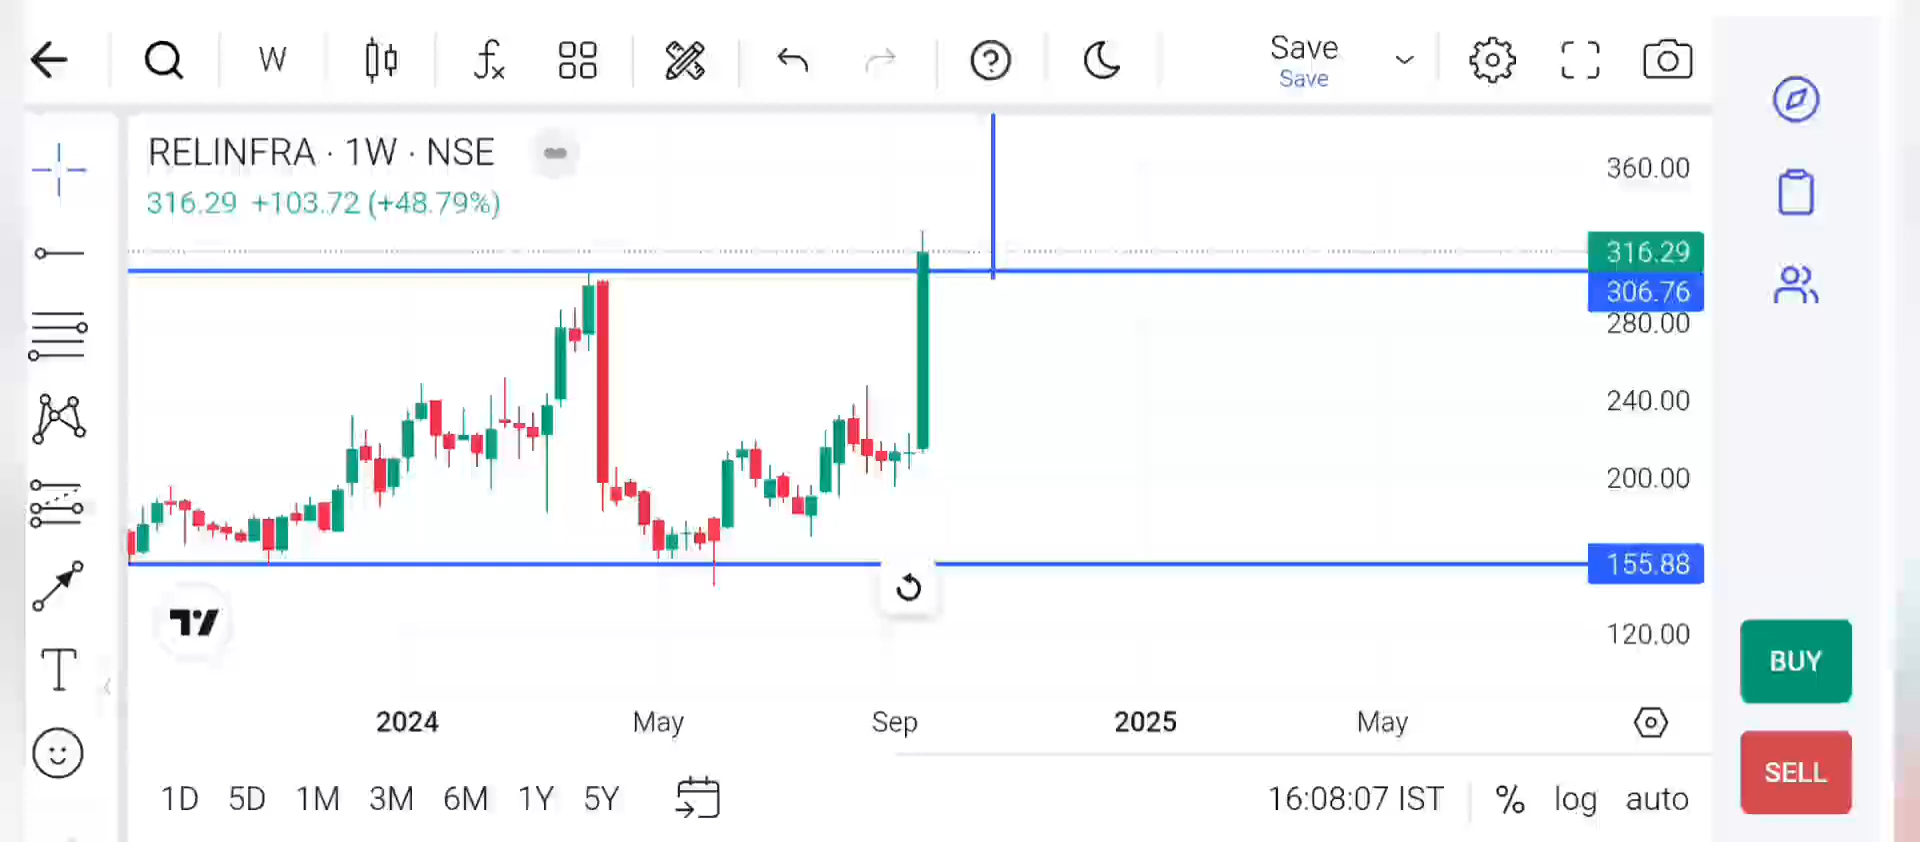 W
fx
Save
Save
RELINFRA · 1W · NSE
316.29 +103.72 (+48.79%)
360.00
316.29
306.76
280.00
240.00
200.00
155.88
120.00
2024 May Sep 2025 May
1D 5D 1M 3M 6M 1Y 5Y
16:08:07 IST % log auto
BUY
SELL